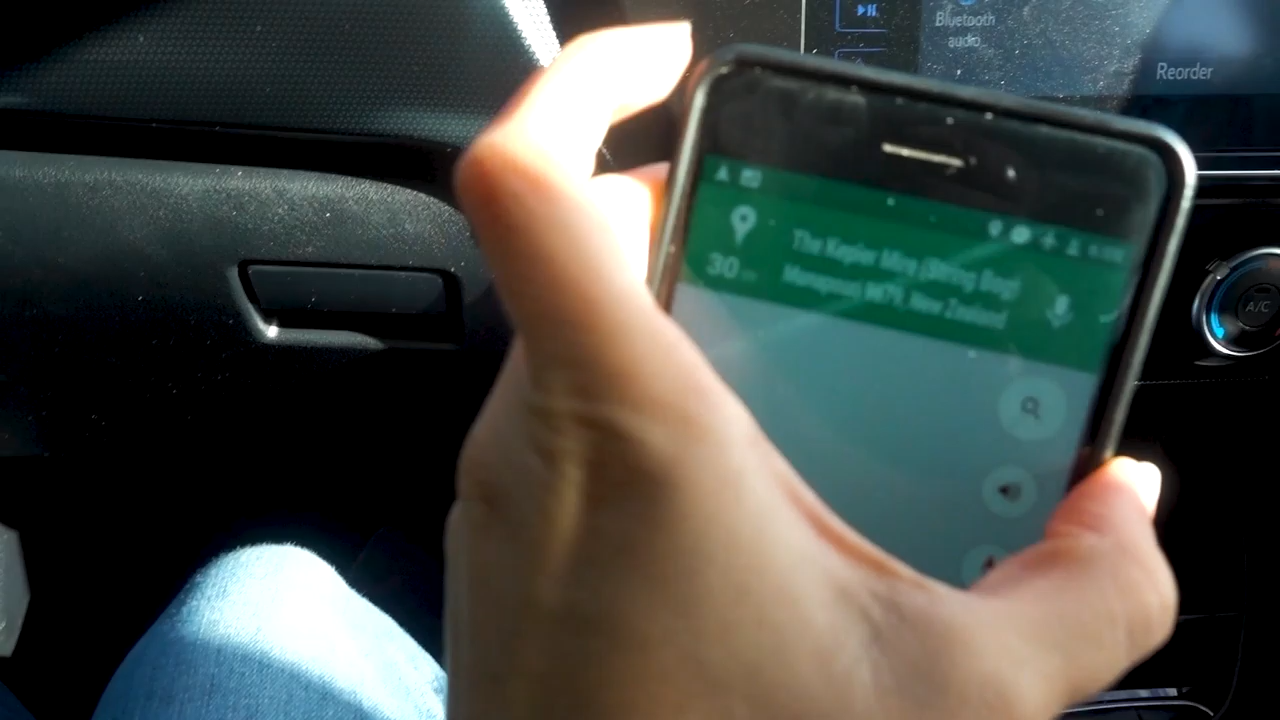 Bluetooth
audio
Reorder
30
The Kepler Mire (String Bog)
Manapouri 9679, New Zealand
A/C